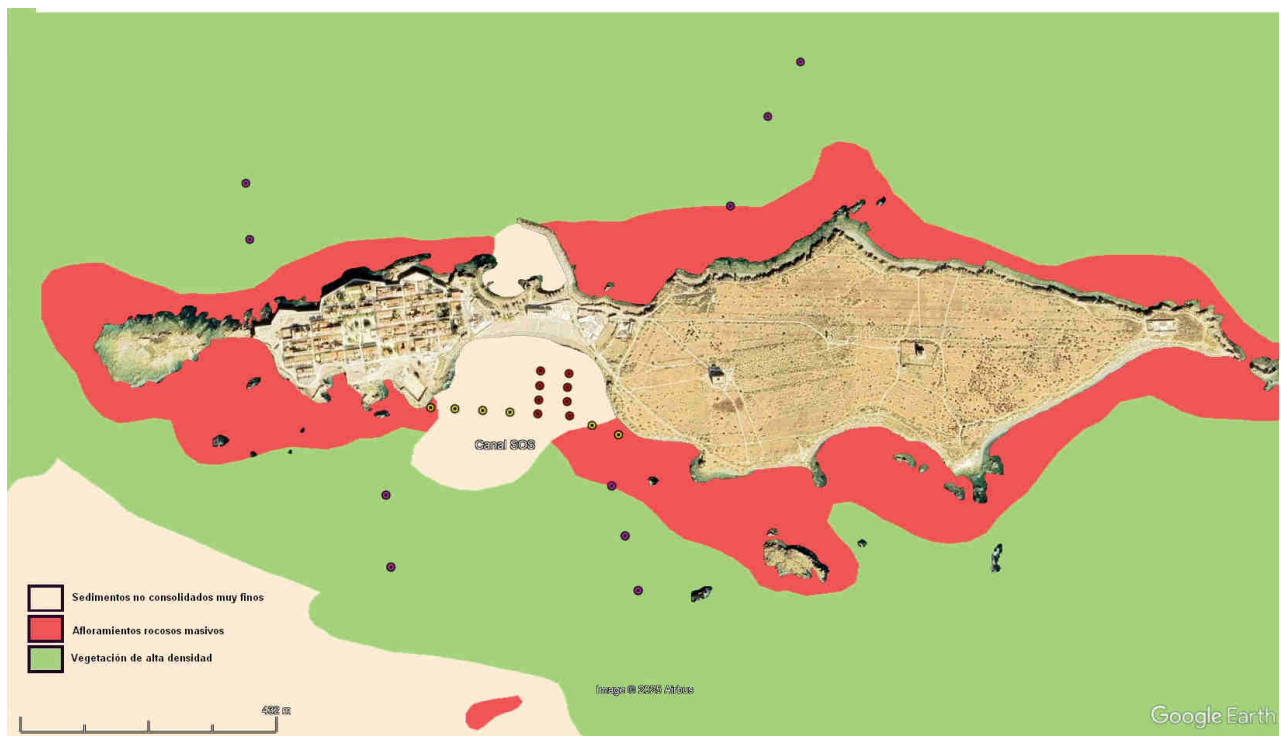 Canal SOS
Sedimentos no consolidados muy finos
Afloramientos rocosos masivos
Vegetación de alta densidad
432 m
Image © 2025 Airbus
Google Earth